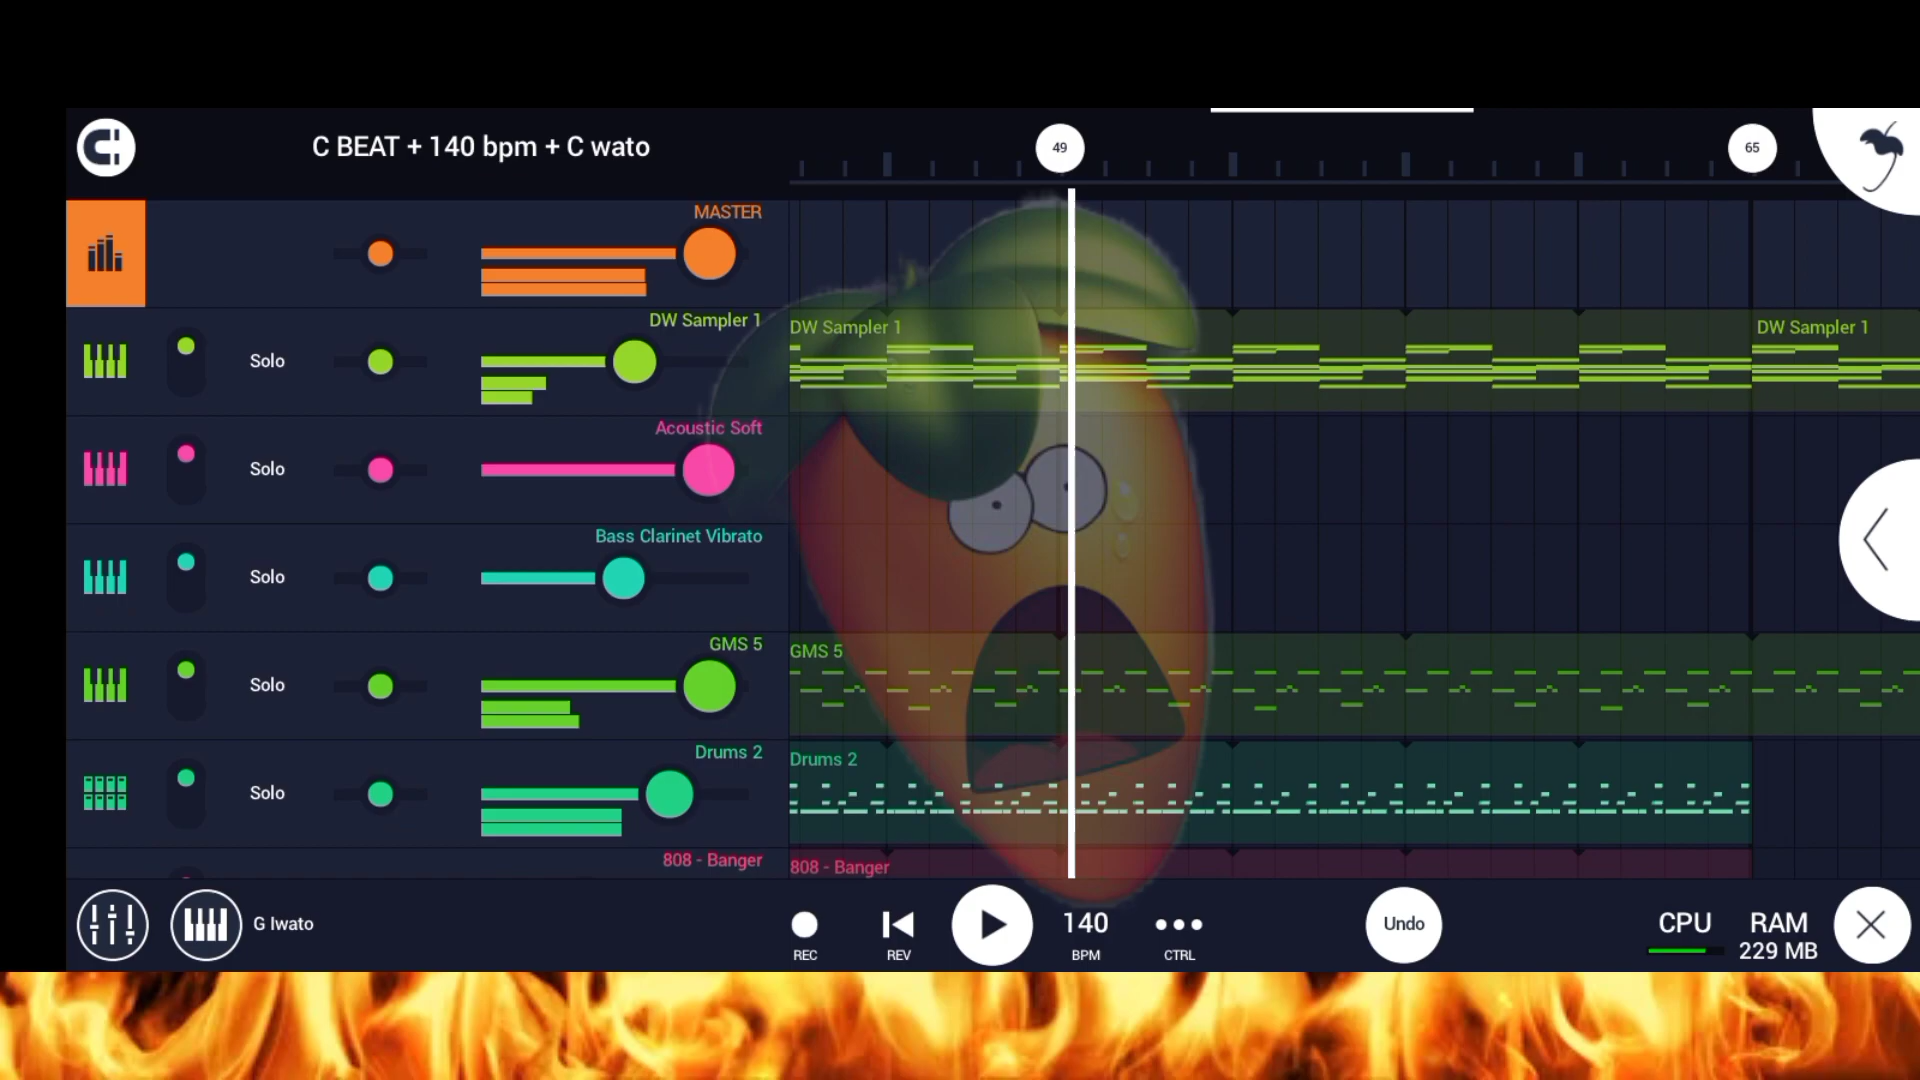 C BEAT + 140 bpm + C wato
49
65
MASTER
DW Sampler 1
Solo
DW Sampler 1
DW Sampler 1
Acoustic Soft
Solo
Bass Clarinet Vibrato
Solo
GMS 5
Solo
GMS 5
Drums 2
Solo
Drums 2
808 - Banger
808 - Banger
G Iwato
REC
REV
140
BPM
CTRL
Undo
CPU
RAM
229 MB